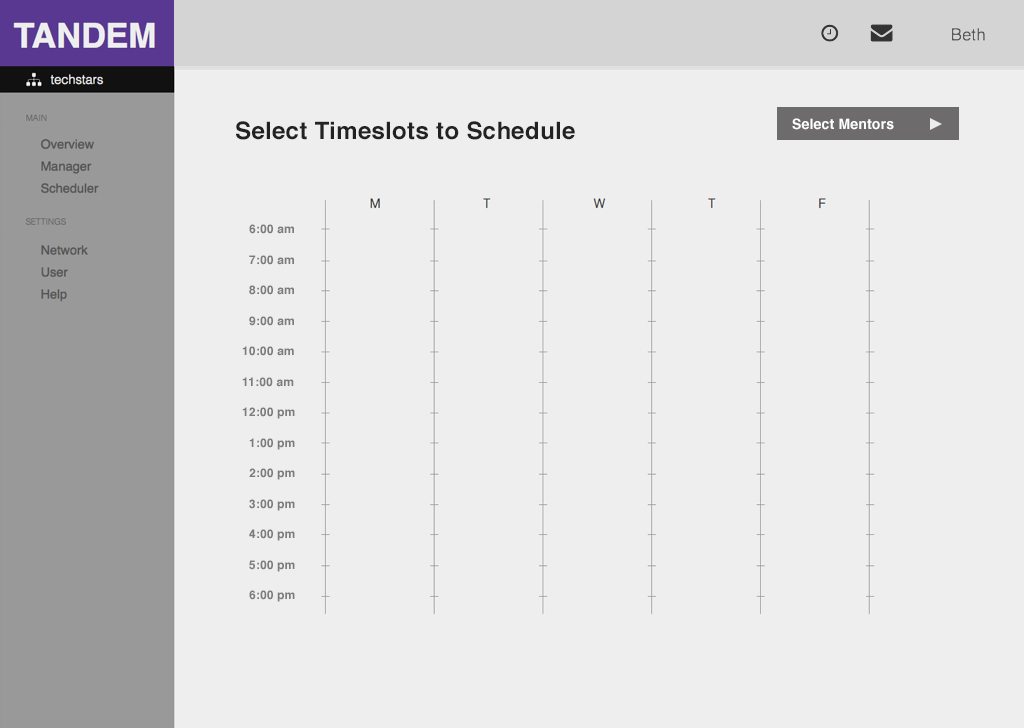 TANDEM
Beth
techstars
MAIN
Overview
Manager
Scheduler
SETTINGS
Network
User
Help
Select Timeslots to Schedule
Select Mentors
M T W T F
6:00 am
7:00 am
8:00 am
9:00 am
10:00 am
11:00 am
12:00 pm
1:00 pm
2:00 pm
3:00 pm
4:00 pm
5:00 pm
6:00 pm